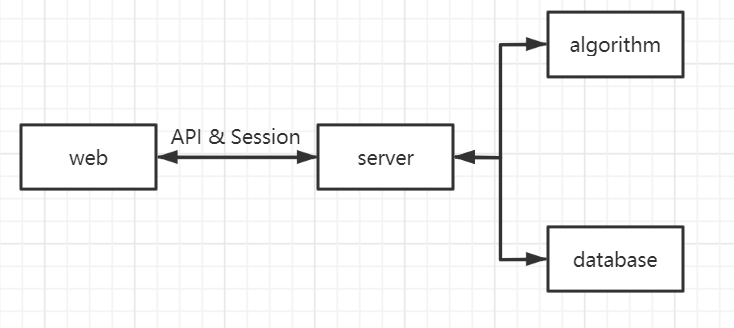 algorithm
API & Session
web
server
database